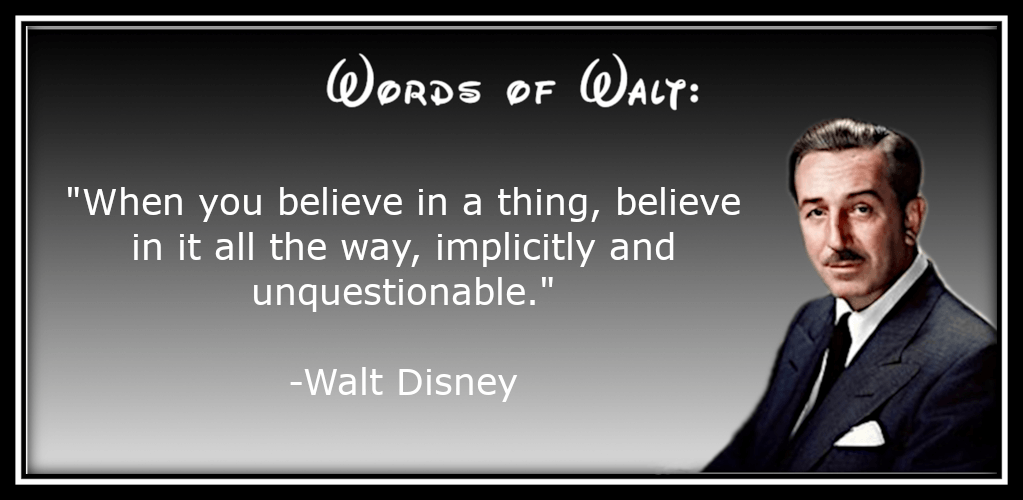 Words of Walt:
"When you believe in a thing, believe
in it all the way, implicitly and
unquestionable."
-Walt Disney